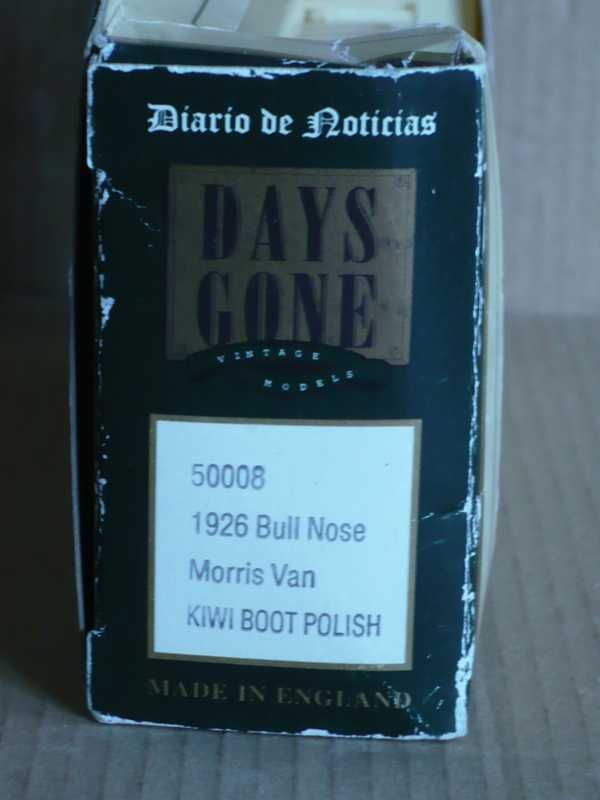 Diario de Noticias
DAYS
GONE
VINTAGE
MODELS
50008
1926 Bull Nose
Morris Van
KIWI BOOT POLISH
MADE IN ENGLAND